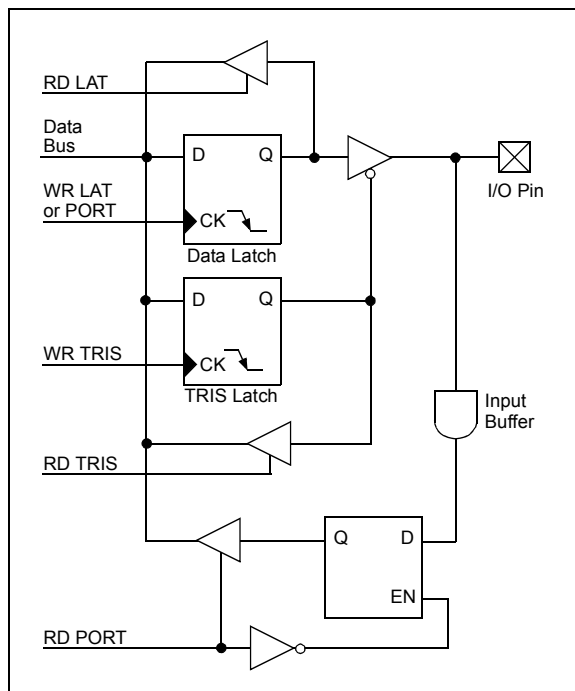 RD LAT
Data
Bus
D
Q
WR LAT
or PORT
I/O Pin
CK
Data Latch
D
Q
WR TRIS
CK
TRIS Latch
Input
Buffer
RD TRIS
Q
D
EN
RD PORT